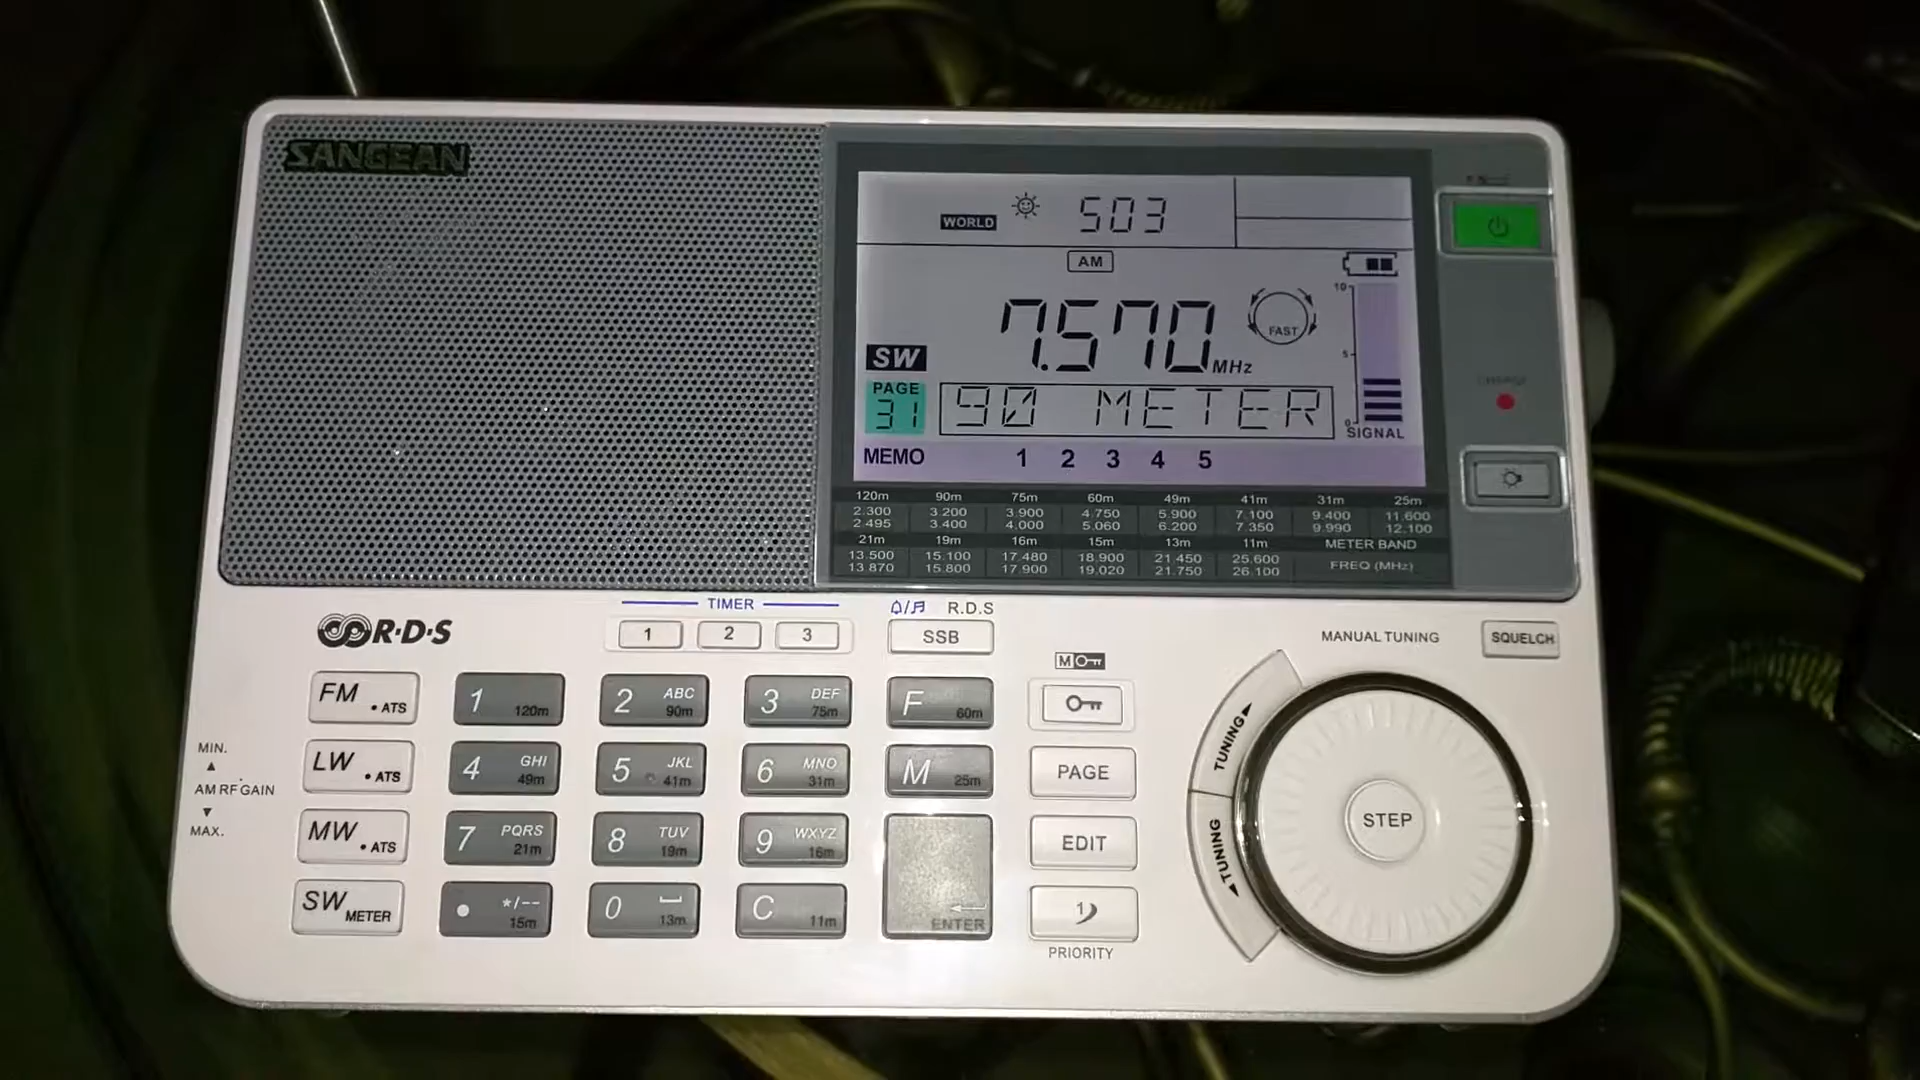 SANGEAN
WORLD 503
AM
10
7.570 MHz FAST
5
SW
PAGE
31
90 METER
0
SIGNAL
MEMO 1 2 3 4 5
120m 90m 75m 60m 49m 41m 31m 25m
2.300 3.200 3.900 4.750 5.900 7.100 9.400 11.600
2.495 3.400 4.000 5.060 6.200 7.350 9.990 12.100
21m 19m 16m 15m 13m 11m METER BAND
13.500 15.100 17.480 18.900 21.450 25.600 FREQ (MHz)
13.870 15.800 17.900 19.020 21.750 26.100
R·D·S
TIMER
1 2 3
R.D.S
SSB
MANUAL TUNING
SQUELCH
M
FM • ATS
1 120m
2 ABC 90m
3 DEF 75m
F 60m
LW • ATS
4 GHI 49m
5 JKL 41m
6 MNO 31m
M 25m
PAGE
MIN.
AM RF GAIN
MAX.
MW • ATS
7 PQRS 21m
8 TUV 19m
9 WXYZ 16m
ENTER
EDIT
SW METER
• */-- 15m
0 13m
C 11m
1
PRIORITY
TUNING
TUNING
STEP